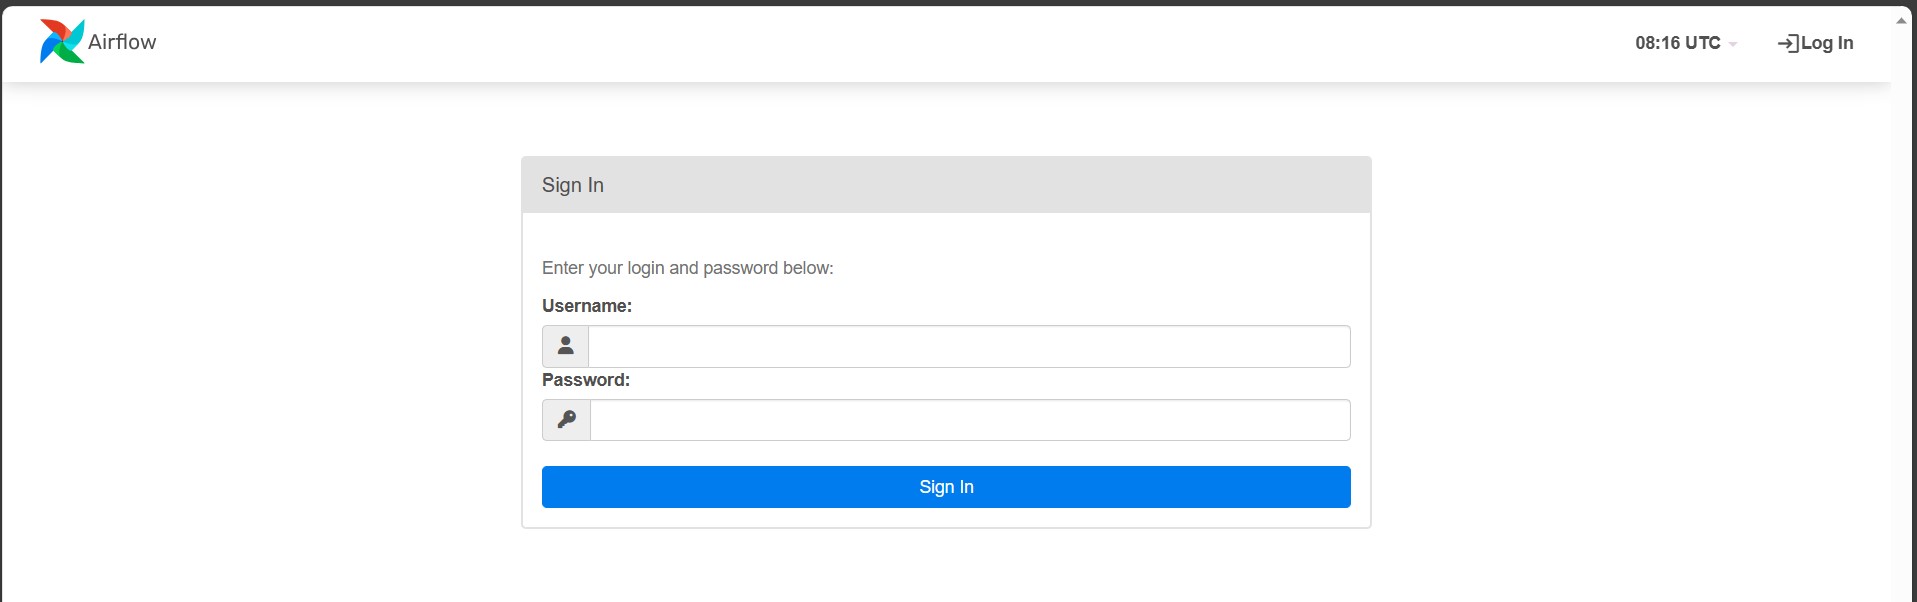 Airflow
08:16 UTC
Log In
Sign In
Enter your login and password below:
Username:
Password:
Sign In